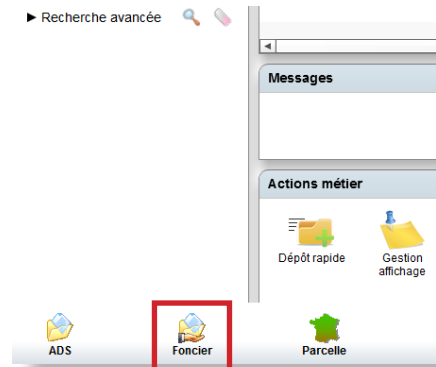 ► Recherche avancée
Messages
Actions métier
Dépôt rapide
Gestion
affichage
ADS
Foncier
Parcelle